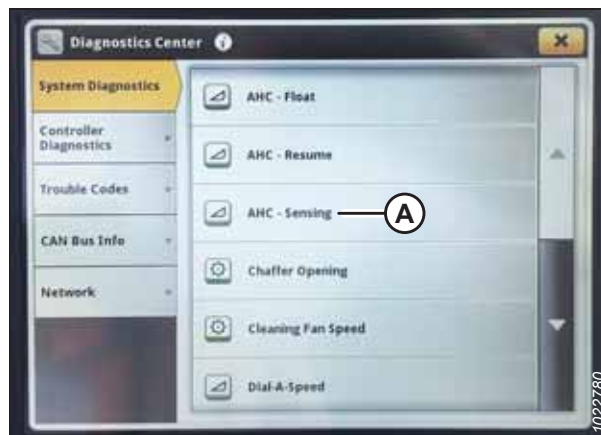 Diagnostics Center i
×
System Diagnostics
Controller
Diagnostics
Trouble Codes
CAN Bus Info
Network
AHC - Float
AHC - Resume
AHC - Sensing
A
Chaffer Opening
Cleaning Fan Speed
Dial-A-Speed
1022780